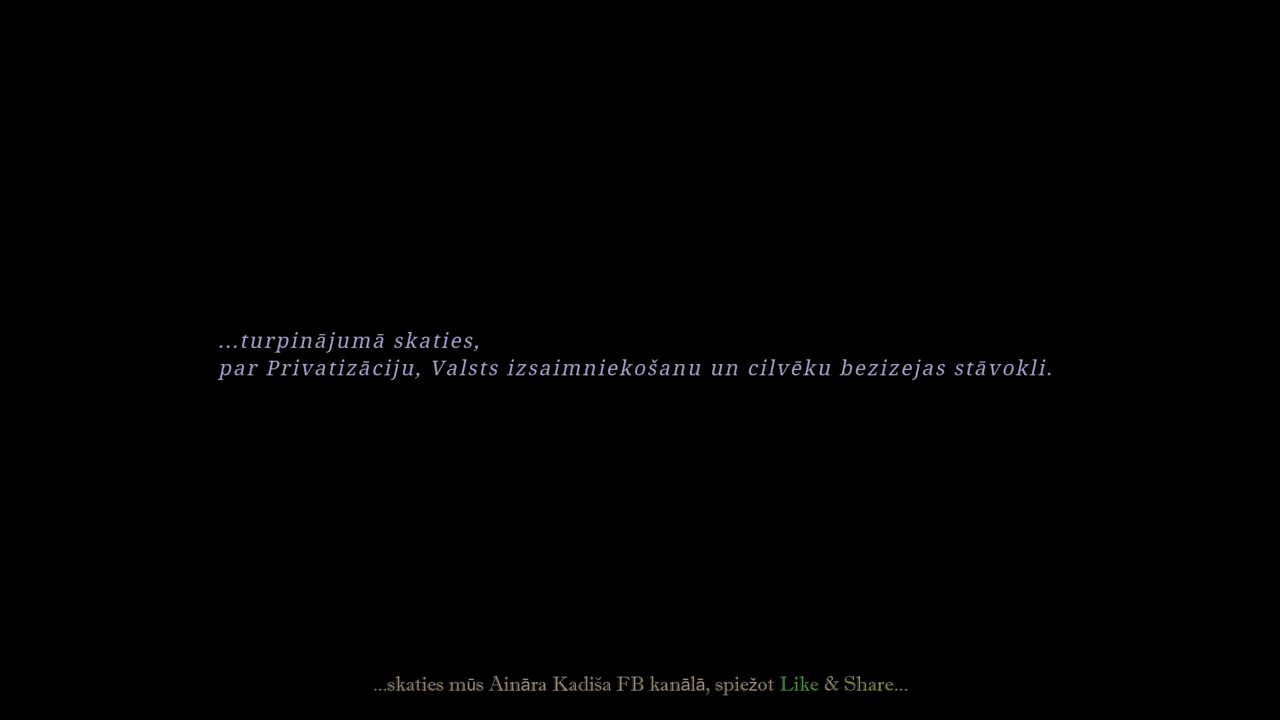 ...turpinājumā skaties,
par Privatizāciju, Valsts izsaimniekošanu un cilvēku bezizejas stāvokli.
...skaties mūs Aināra Kadiša FB kanālā, spiežot Like & Share...